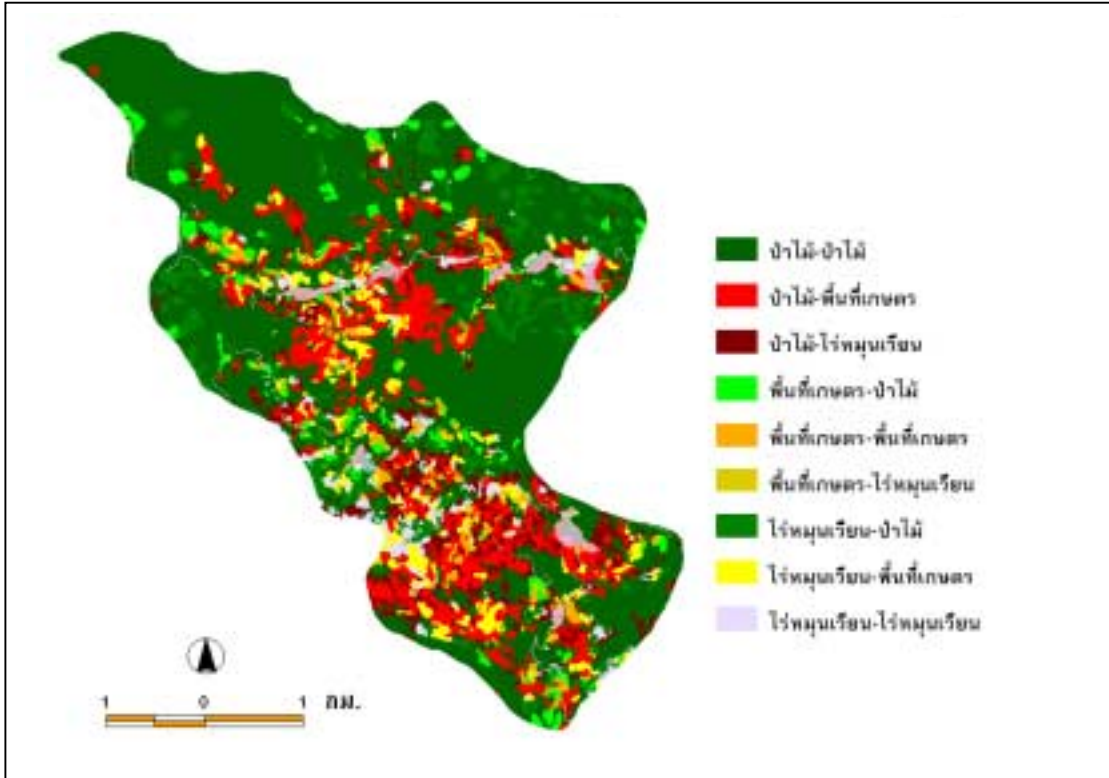 ป่าไม้-ป่าไม้
ป่าไม้-พื้นที่เกษตร
ป่าไม้-ไร่หมุนเวียน
พื้นที่เกษตร-ป่าไม้
พื้นที่เกษตร-พื้นที่เกษตร
พื้นที่เกษตร-ไร่หมุนเวียน
ไร่หมุนเวียน-ป่าไม้
ไร่หมุนเวียน-พื้นที่เกษตร
ไร่หมุนเวียน-ไร่หมุนเวียน
1 0 1 กม.